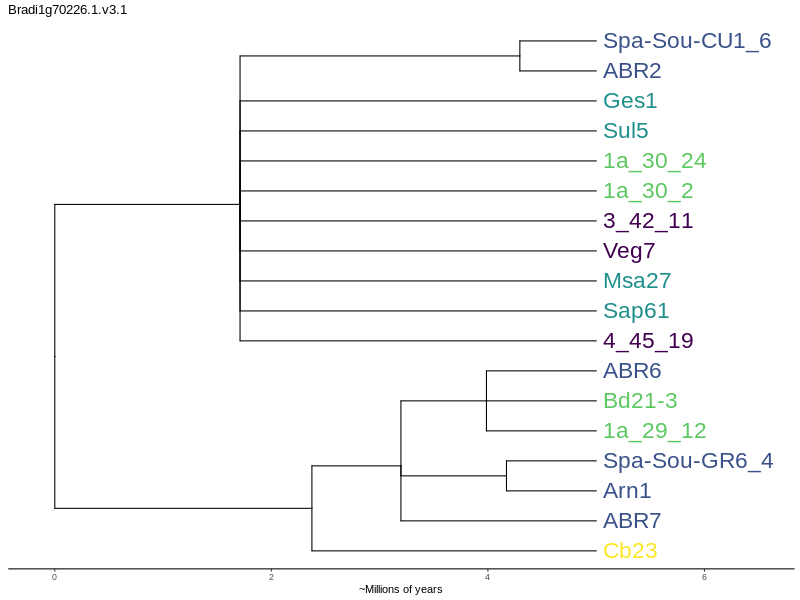 Bradi1g70226.1.v3.1
Spa-Sou-CU1_6
ABR2
Ges1
Sul5
1a_30_24
1a_30_2
3_42_11
Veg7
Msa27
Sap61
4_45_19
ABR6
Bd21-3
1a_29_12
Spa-Sou-GR6_4
Arn1
ABR7
Cb23
0 2 4 6
~Millions of years